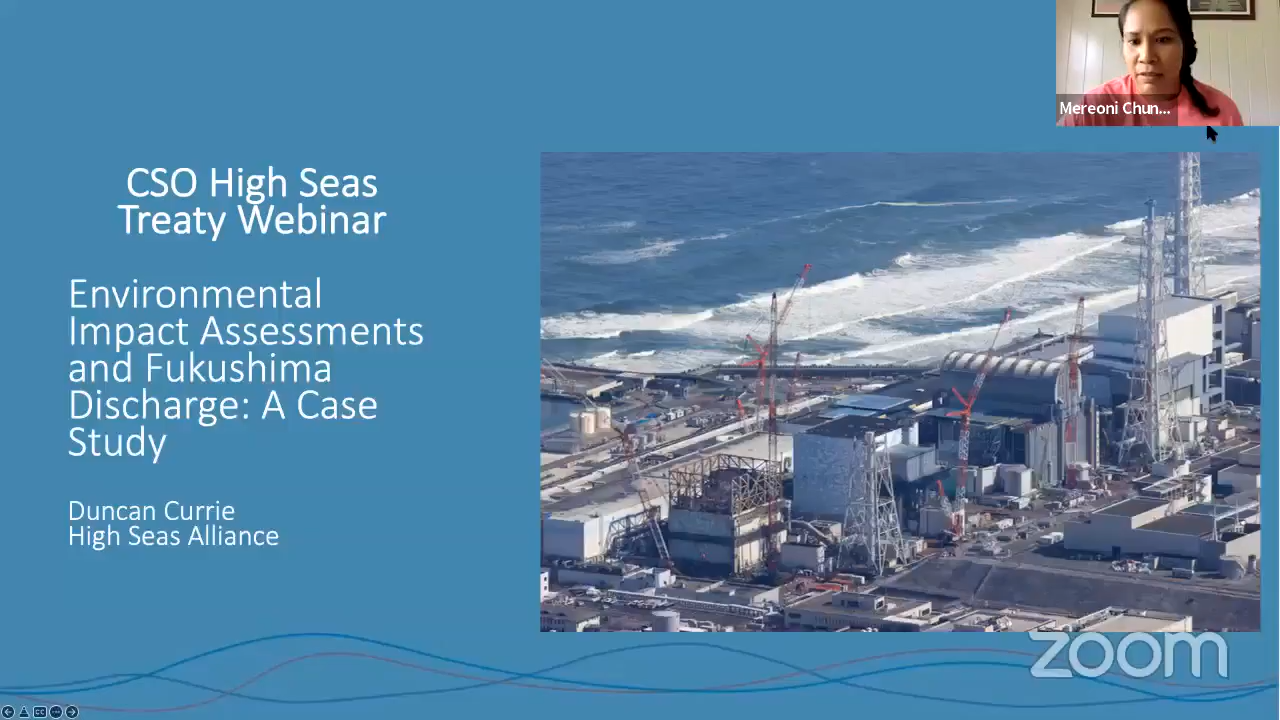 Mereoni Chun...
CSO High Seas
Treaty Webinar
Environmental
Impact Assessments
and Fukushima
Discharge: A Case
Study
Duncan Currie
High Seas Alliance
zoom